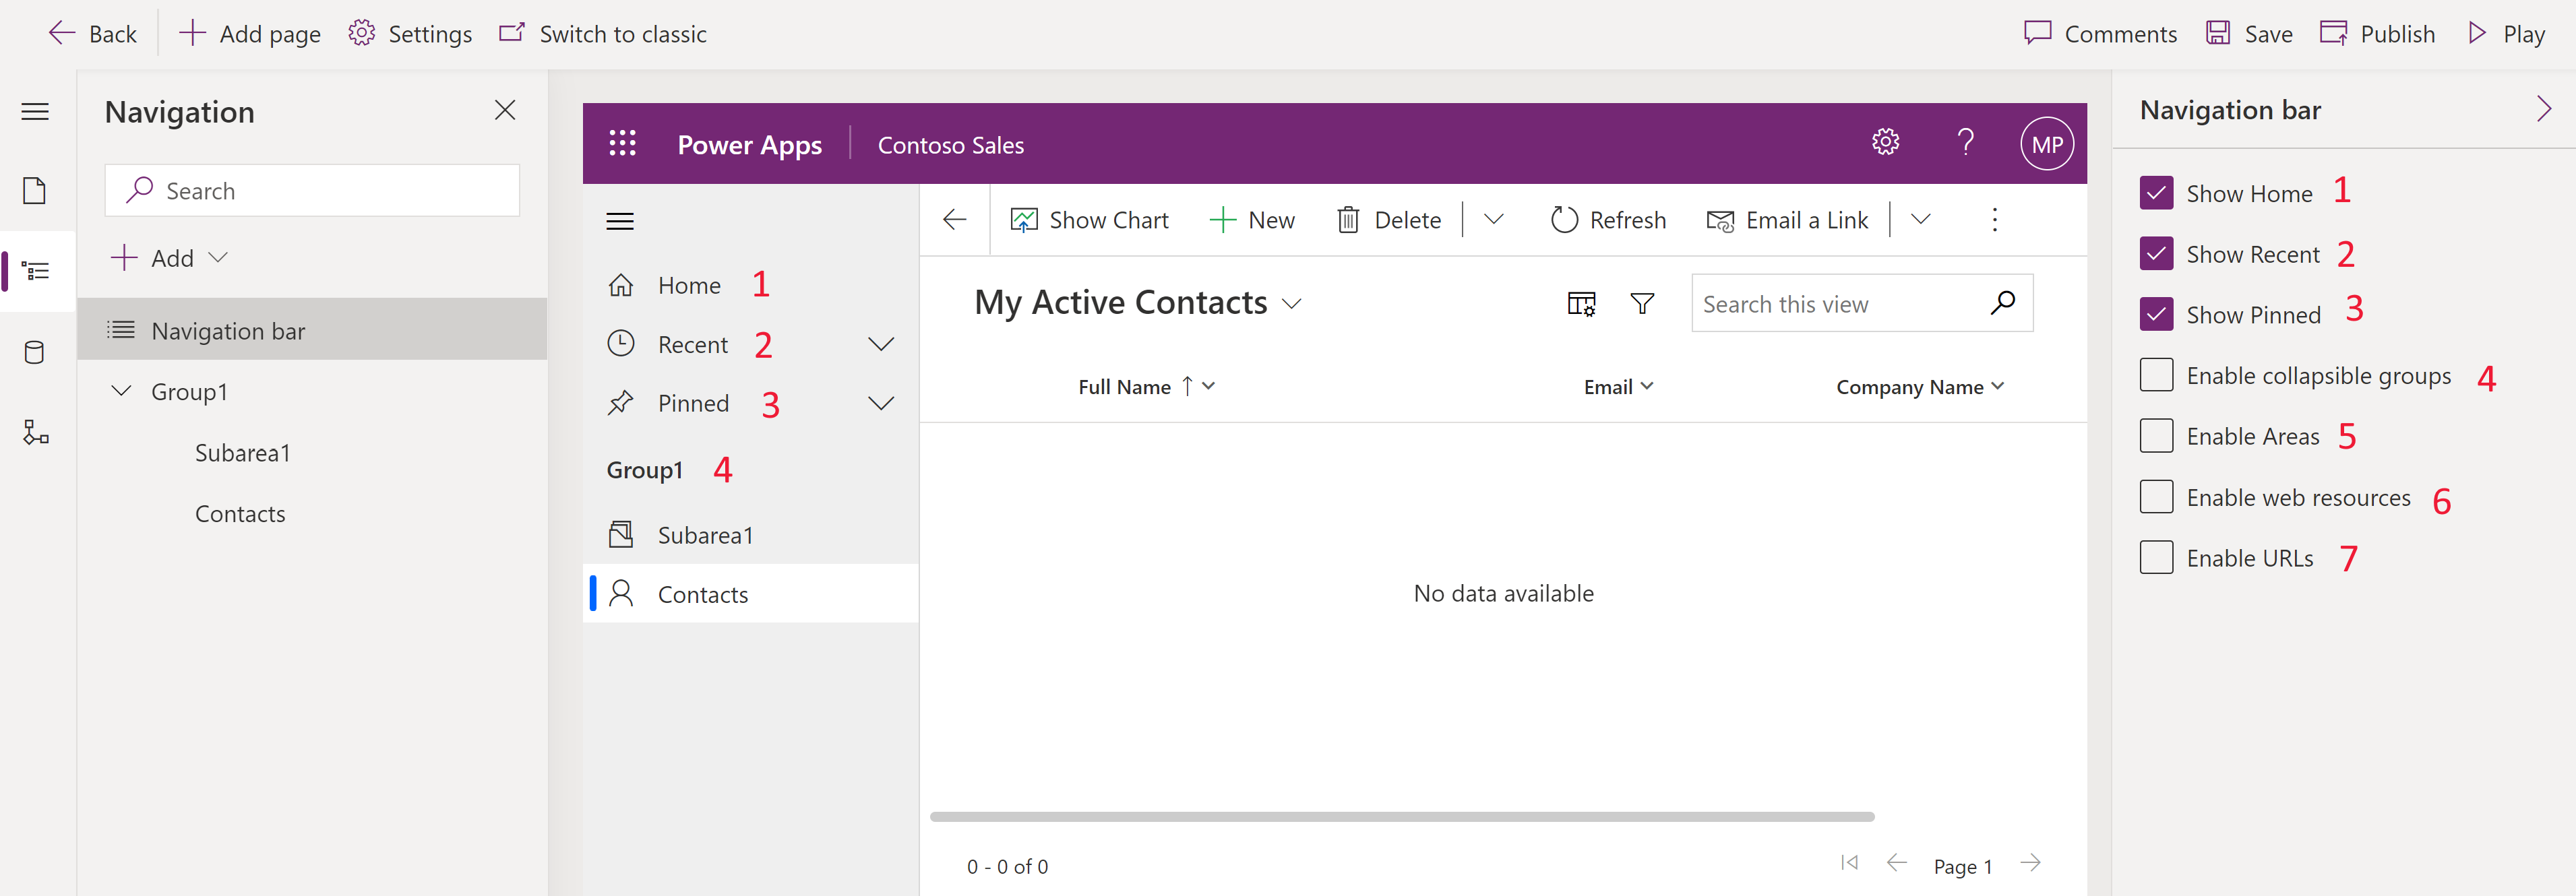 Back
Add page
Settings
Switch to classic
Comments
Save
Publish
Play
Navigation
Search
Add
Navigation bar
Group1
Subarea1
Contacts
Power Apps
Contoso Sales
?
MP
Home 1
Recent 2
Pinned 3
Group1 4
Subarea1
Contacts
Show Chart
New
Delete
Refresh
Email a Link
My Active Contacts
Search this view
Full Name
Email
Company Name
No data available
0 - 0 of 0
Page 1
Navigation bar
Show Home 1
Show Recent 2
Show Pinned 3
Enable collapsible groups 4
Enable Areas 5
Enable web resources 6
Enable URLs 7